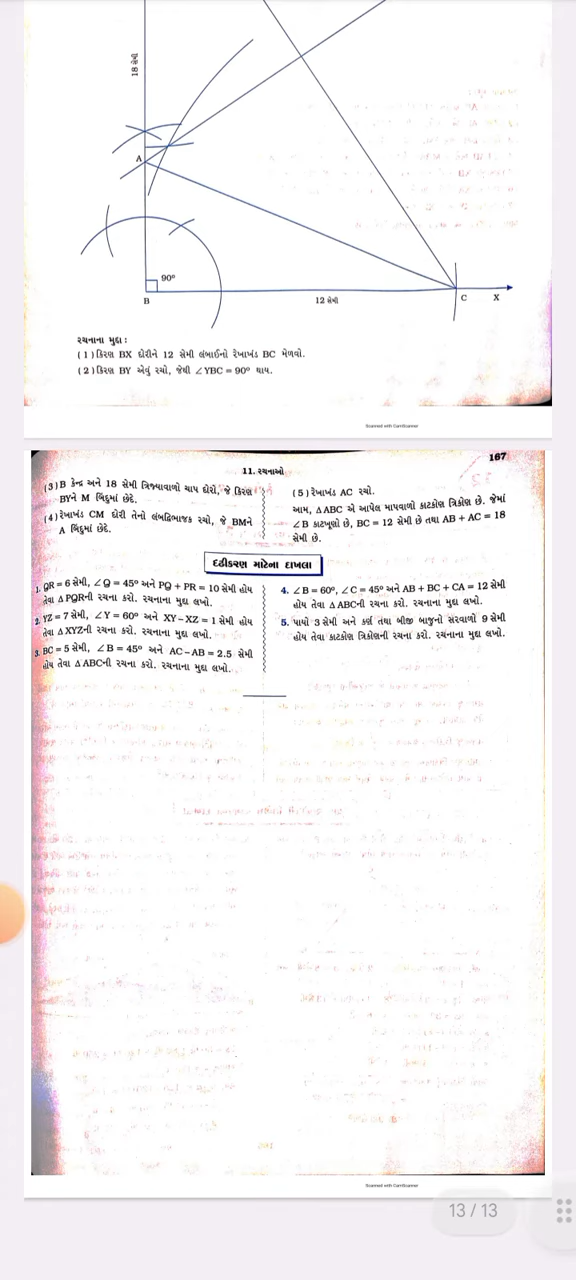 18 સેમી
A
90°
B
12 સેમી
C
X
રચનાના મુદ્દા :
(1) કિરણ BX દોરીને 12 સેમી લંબાઈનો રેખાખંડ BC મેળવો.
(2) કિરણ BY એવું રચો, જેથી ∠YBC = 90° થાય.
Scanned with CamScanner
11. રચનાઓ
167
(3) B કેન્દ્ર અને 18 સેમી ત્રિજ્યાવાળો ચાપ દોરો, જે કિરણ
BYને M બિંદુમાં છેદે.
(4) રેખાખંડ CM દોરી તેનો લંબદ્વિભાજક રચો, જે BMને
A બિંદુમાં છેદે.
(5) રેખાખંડ AC રચો.
આમ, ΔABC એ આપેલ માપવાળો કાટકોણ ત્રિકોણ છે. જેમાં
∠B કાટખૂણો છે, BC = 12 સેમી છે તથા AB + AC = 18
સેમી છે.
દૃઢીકરણ માટેના દાખલા
1. QR = 6 સેમી, ∠Q = 45° અને PQ + PR = 10 સેમી હોય
તેવા ΔPQRની રચના કરો. રચનાના મુદ્દા લખો.
2. YZ = 7 સેમી, ∠Y = 60° અને XY – XZ = 1 સેમી હોય
તેવા ΔXYZની રચના કરો. રચનાના મુદ્દા લખો.
3. BC = 5 સેમી, ∠B = 45° અને AC – AB = 2.5 સેમી
હોય તેવા ΔABCની રચના કરો. રચનાના મુદ્દા લખો.
4. ∠B = 60°, ∠C = 45° અને AB + BC + CA = 12 સેમી
હોય તેવા ΔABCની રચના કરો. રચનાના મુદ્દા લખો.
5. પાયો 3 સેમી અને કર્ણ તથા બીજી બાજુનો સરવાળો 9 સેમી
હોય તેવા કાટકોણ ત્રિકોણની રચના કરો. રચનાના મુદ્દા લખો.
Scanned with CamScanner
13 / 13